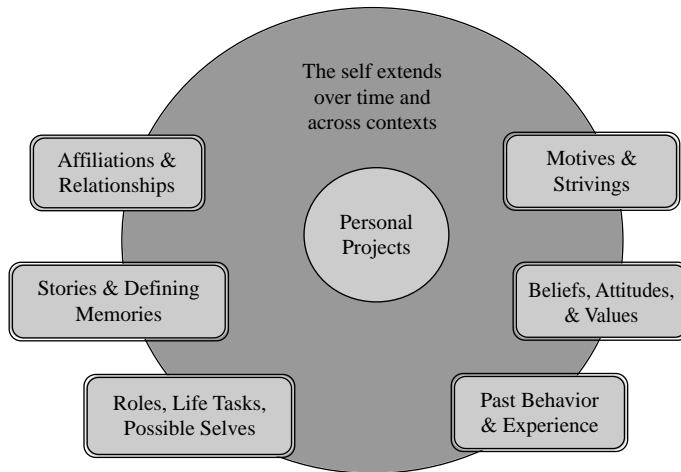 The self extends
over time and
across contexts
Affiliations &
Relationships
Motives &
Strivings
Personal
Projects
Stories & Defining
Memories
Beliefs, Attitudes,
& Values
Roles, Life Tasks,
Possible Selves
Past Behavior
& Experience